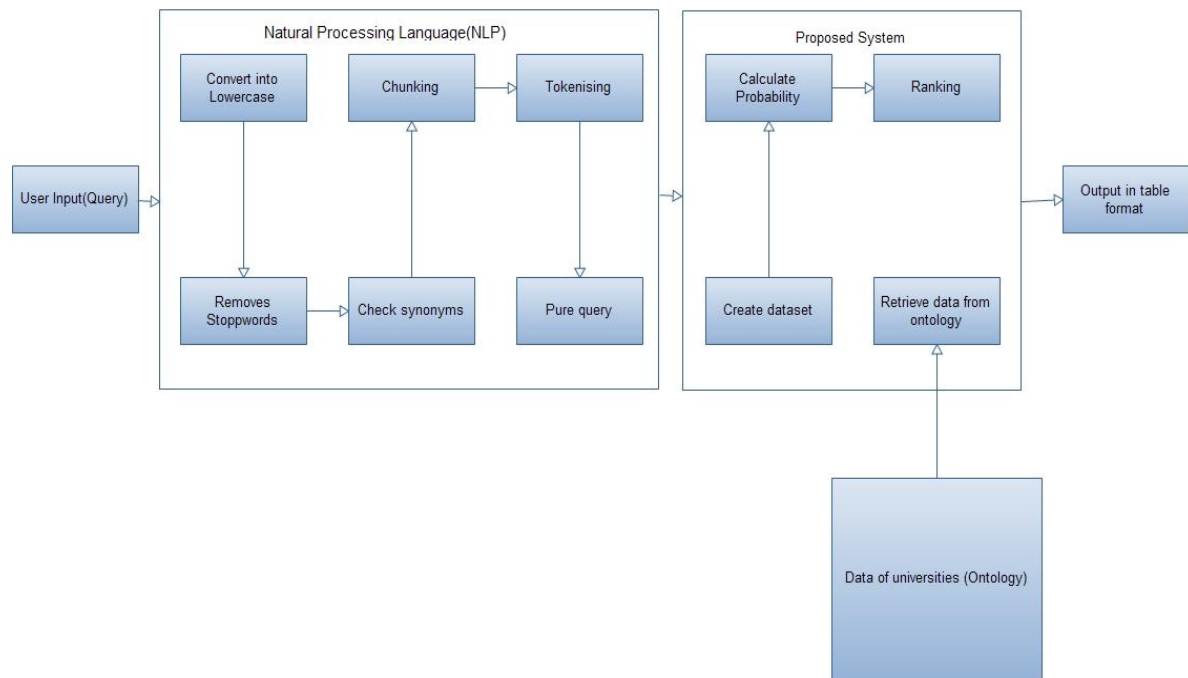 Natural Processing Language(NLP)
Proposed System
Convert into
Lowercase
Chunking
Tokenising
Calculate
Probability
Ranking
User Input(Query)
Output in table
format
Removes
Stoppwords
Check synonyms
Pure query
Create dataset
Retrieve data from
ontology
Data of universities (Ontology)